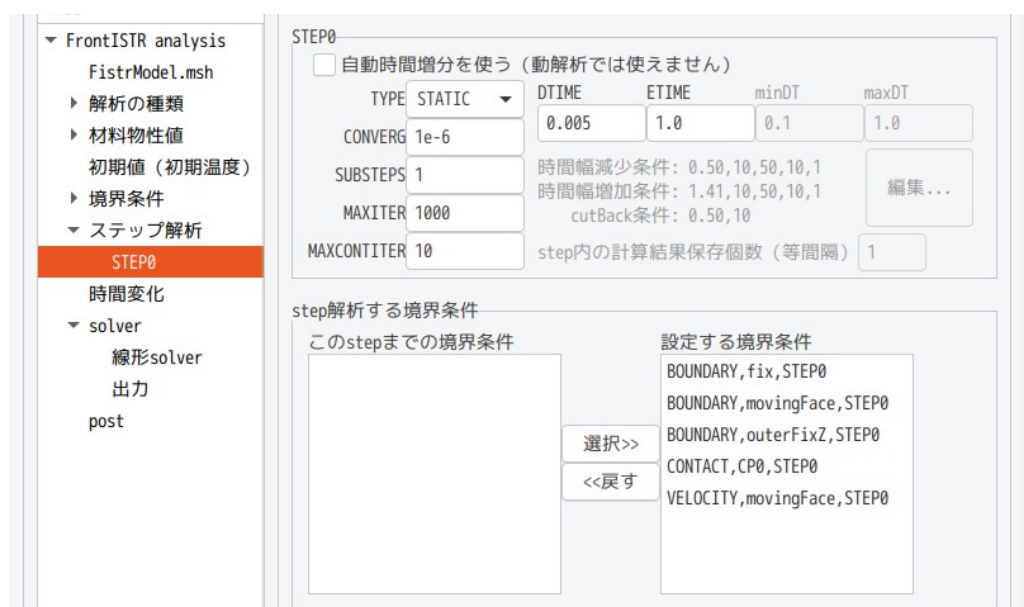 FrontISTR analysis
FistrModel.msh
解析の種類
材料物性値
初期値（初期温度）
境界条件
ステップ解析
STEP0
時間変化
solver
線形solver
出力
post
STEP0
自動時間増分を使う（動解析では使えません）
TYPE STATIC
CONVERG 1e-6
SUBSTEPS 1
MAXITER 1000
MAXCONTITER 10
DTIME ETIME minDT maxDT
0.005 1.0 0.1 1.0
時間幅減少条件: 0.50,10,50,10,1
時間幅増加条件: 1.41,10,50,10,1
cutBack条件: 0.50,10
編集...
step内の計算結果保存個数（等間隔） 1
step解析する境界条件
このstepまでの境界条件
選択>>
<<戻す
設定する境界条件
BOUNDARY,fix,STEP0
BOUNDARY,movingFace,STEP0
BOUNDARY,outerFixZ,STEP0
CONTACT,CP0,STEP0
VELOCITY,movingFace,STEP0